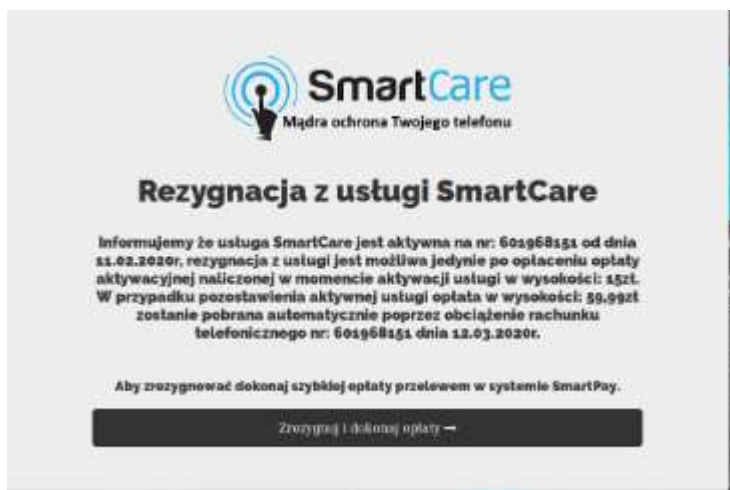 SmartCare
Mądra ochrona Twojego telefonu
Rezygnacja z usługi SmartCare
Informujemy że usługa SmartCare jest aktywna na nr: 601968151 od dnia
11.02.2020r. rezygnacja z usługi jest możliwa jedynie po opłaceniu opłaty
aktywacyjnej naliczonej w momencie aktywacji usługi w wysokości: 15zł.
W przypadku pozostawienia aktywnej usługi opłata w wysokości: 59,99zł
zostanie pobrana automatycznie poprzez obciążenie rachunku
telefonicznego nr: 601968151 dnia 12.03.2020r.
Aby zrezygnować dokonaj szybkiej opłaty przelewem w systemie SmartPay.
Zrezygnuj i dokonaj opłaty →